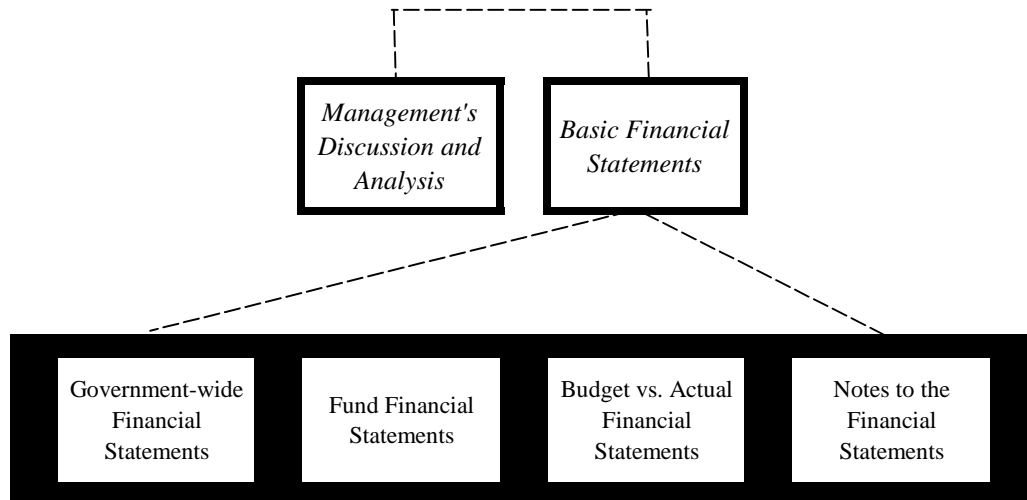 Management's
Discussion and
Analysis
Basic Financial
Statements
Government-wide
Financial
Statements
Fund Financial
Statements
Budget vs. Actual
Financial
Statements
Notes to the
Financial
Statements